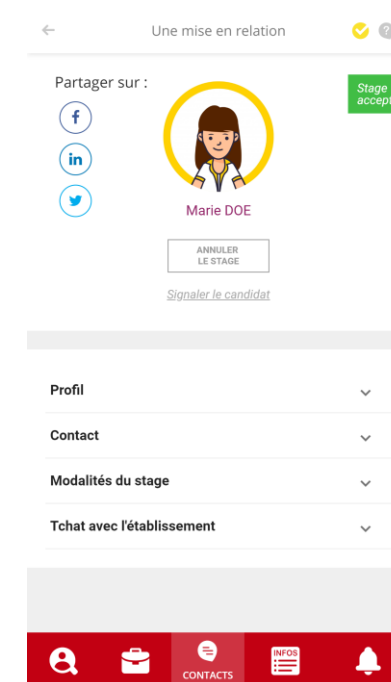 Une mise en relation
Partager sur :
Stage
Marie DOE
ANNULER
LE STAGE
Signaler le candidat
Profil
Contact
Modalités du stage
Tchat avec l'établissement
CONTACTS
INFOS